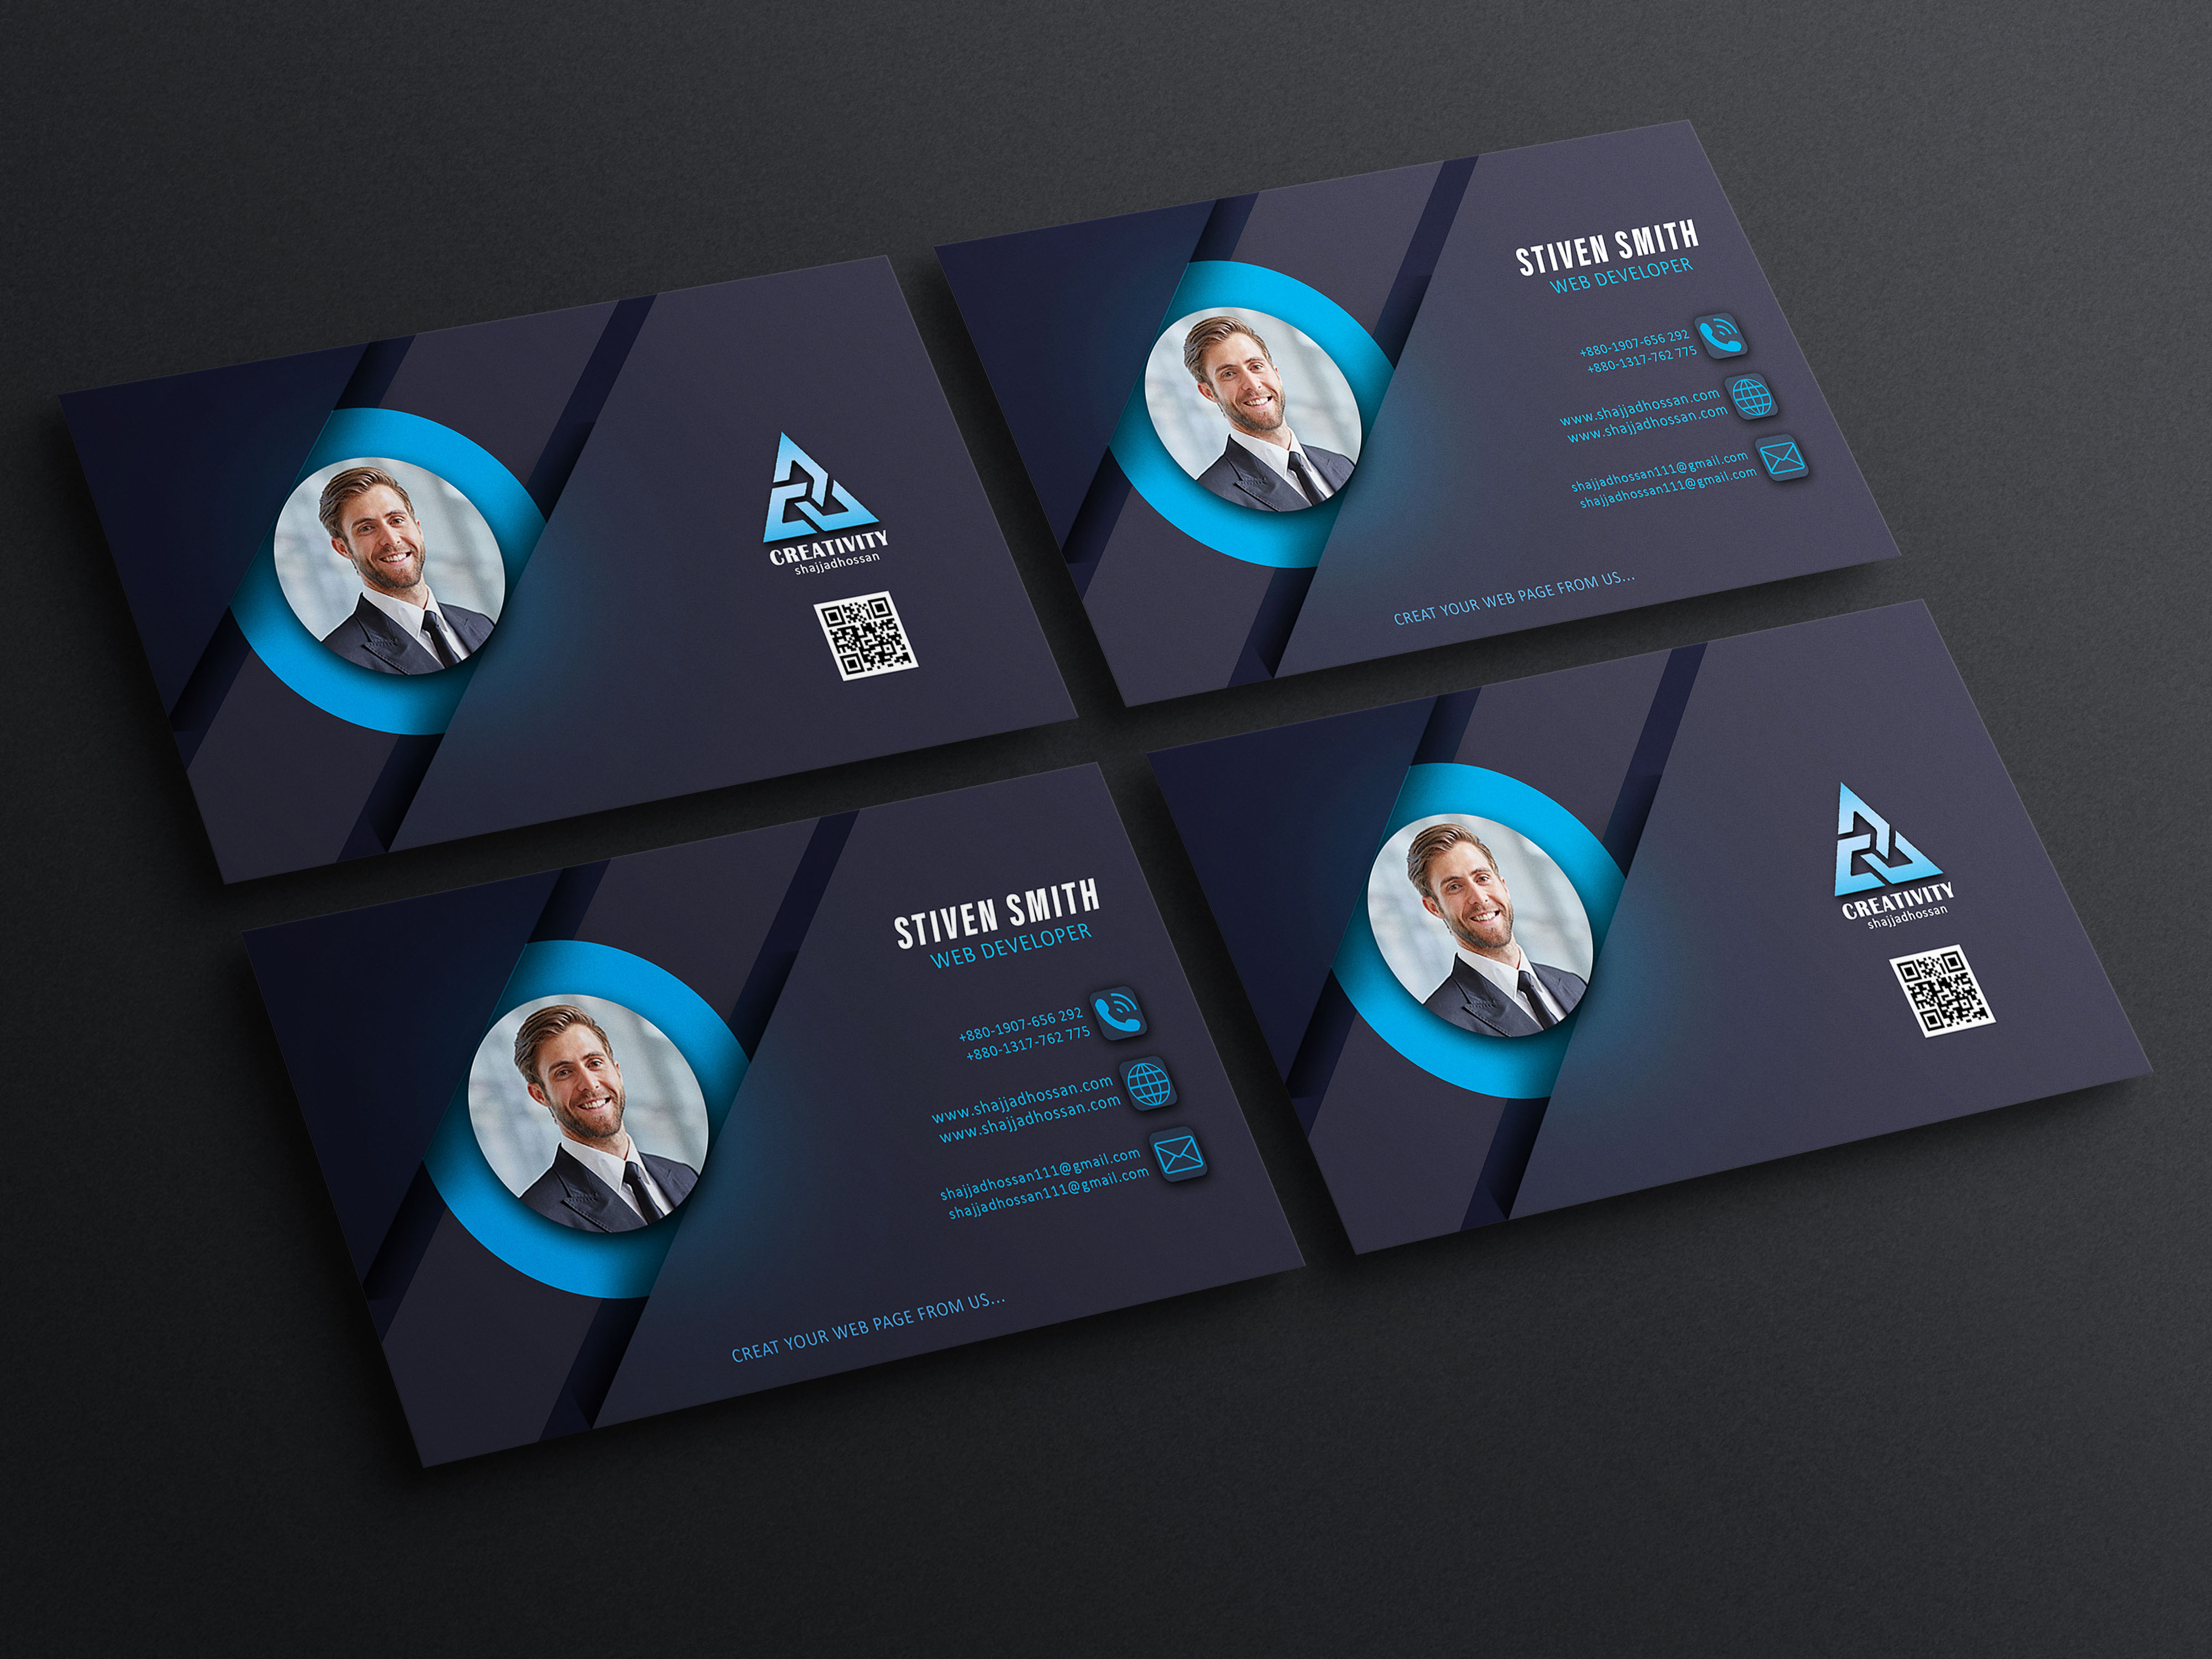 CREATIVITY
shajjadhossan
STIVEN SMITH
WEB DEVELOPER
+880-1907-656 292
+880-1317-762 775
www.shajjadhossan.com
www.shajjadhossan.com
shajjadhossan111@gmail.com
shajjadhossan111@gmail.com
CREAT YOUR WEB PAGE FROM US...
STIVEN SMITH
WEB DEVELOPER
+880-1907-656 292
+880-1317-762 775
www.shajjadhossan.com
www.shajjadhossan.com
shajjadhossan111@gmail.com
shajjadhossan111@gmail.com
CREAT YOUR WEB PAGE FROM US...
CREATIVITY
shajjadhossan